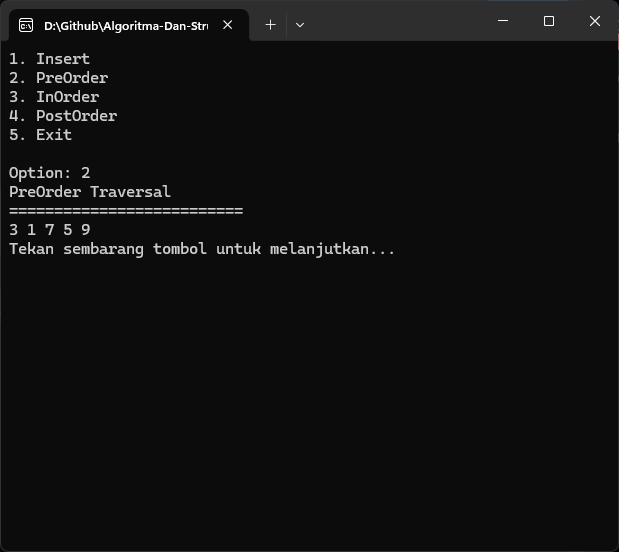 D:\Github\Algoritma-Dan-Str
1. Insert
2. PreOrder
3. InOrder
4. PostOrder
5. Exit
Option: 2
PreOrder Traversal
==========================
3 1 7 5 9
Tekan sembarang tombol untuk melanjutkan...